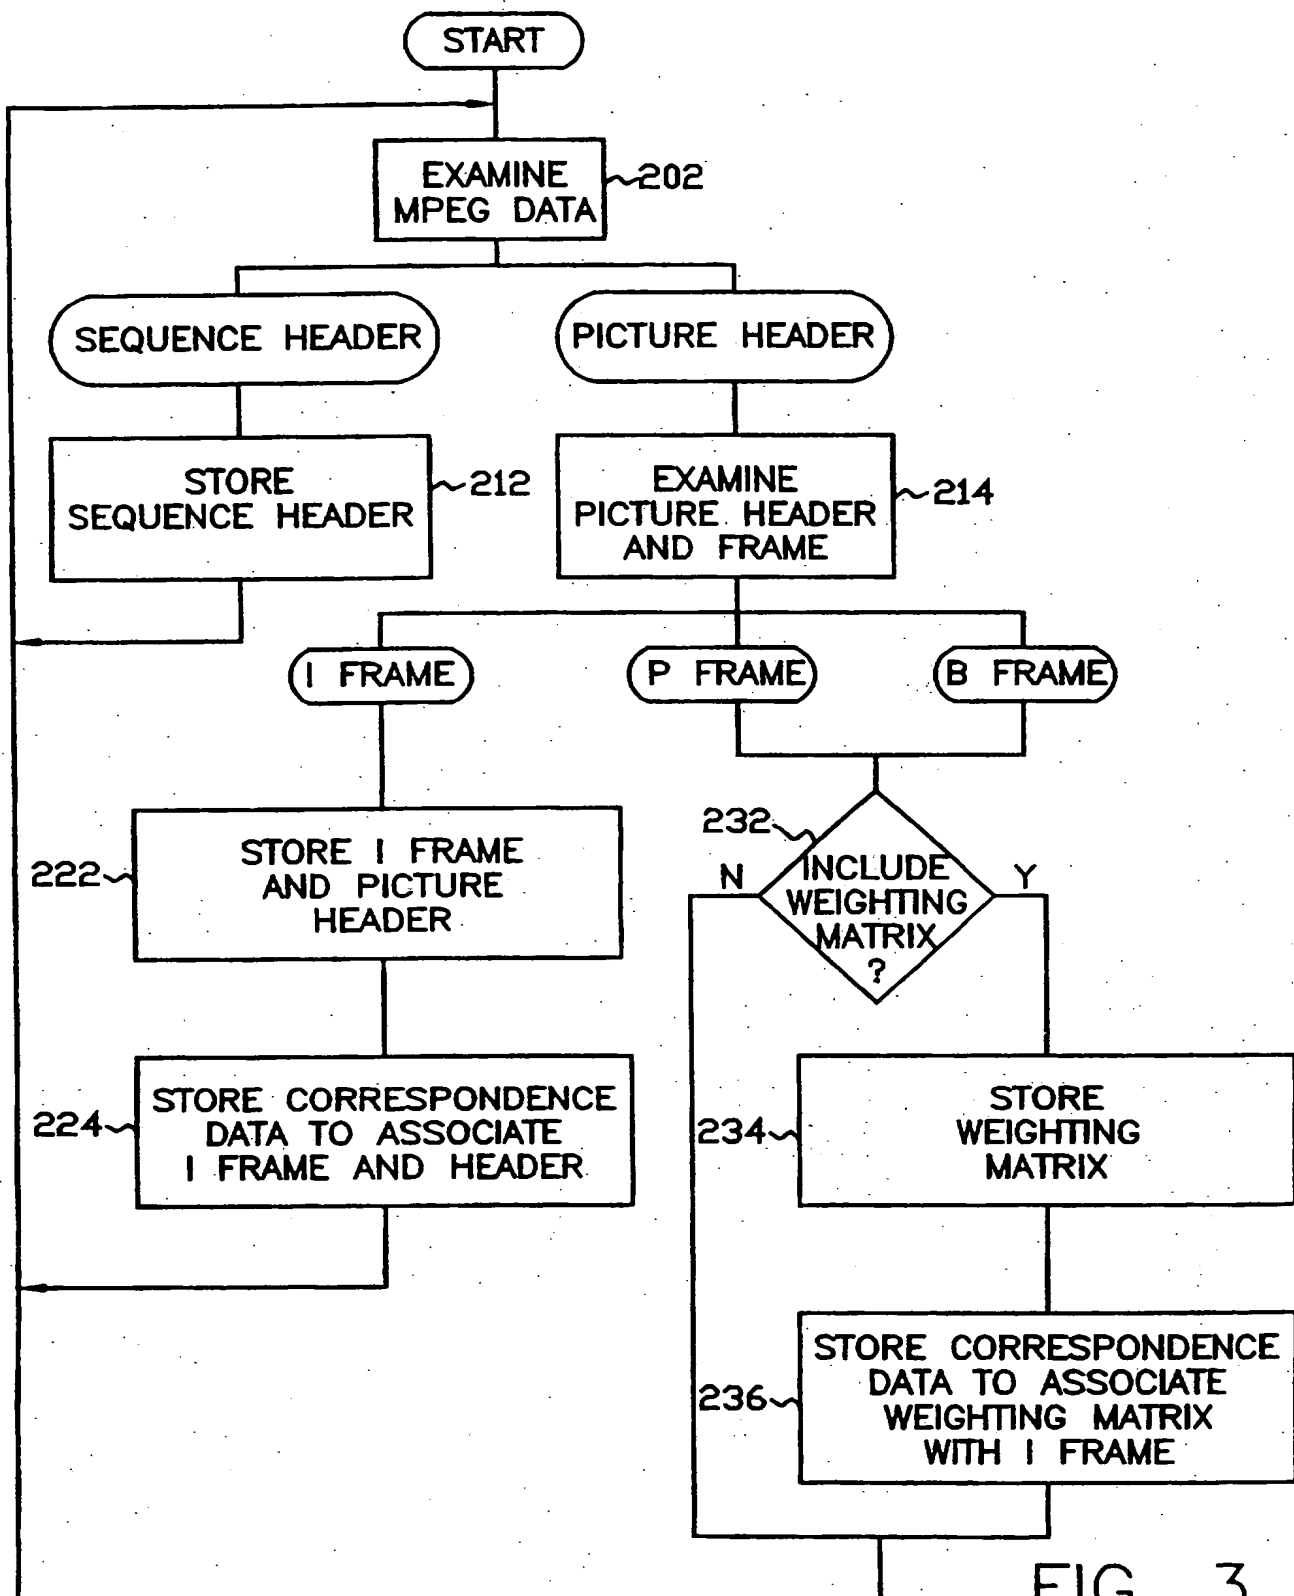 START
EXAMINE
MPEG DATA
202
SEQUENCE HEADER
PICTURE HEADER
STORE
SEQUENCE HEADER
212
EXAMINE
PICTURE HEADER
AND FRAME
214
I FRAME
P FRAME
B FRAME
222
STORE I FRAME
AND PICTURE
HEADER
232
N
INCLUDE
WEIGHTING
MATRIX
?
Y
224
STORE CORRESPONDENCE
DATA TO ASSOCIATE
I FRAME AND HEADER
234
STORE
WEIGHTING
MATRIX
236
STORE CORRESPONDENCE
DATA TO ASSOCIATE
WEIGHTING MATRIX
WITH I FRAME
FIG. 3